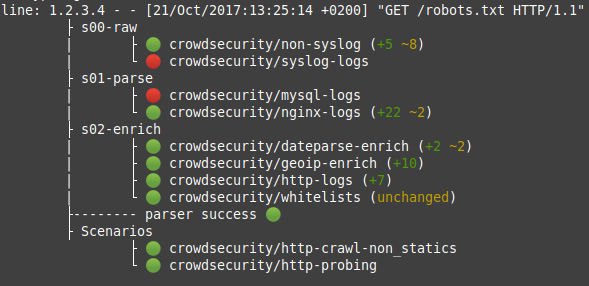 line: 1.2.3.4 - - [21/Oct/2017:13:25:14 +0200] "GET /robots.txt HTTP/1.1"
├ s00-raw
| ├ 🟢 crowdsecurity/non-syslog (+5 ~8)
| └ 🔴 crowdsecurity/syslog-logs
├ s01-parse
| ├ 🔴 crowdsecurity/mysql-logs
| └ 🟢 crowdsecurity/nginx-logs (+22 ~2)
├ s02-enrich
| ├ 🟢 crowdsecurity/dateparse-enrich (+2 ~2)
| ├ 🟢 crowdsecurity/geoip-enrich (+10)
| ├ 🟢 crowdsecurity/http-logs (+7)
| └ 🟢 crowdsecurity/whitelists (unchanged)
├-------- parser success 🟢
├ Scenarios
├ 🟢 crowdsecurity/http-crawl-non_statics
└ 🟢 crowdsecurity/http-probing